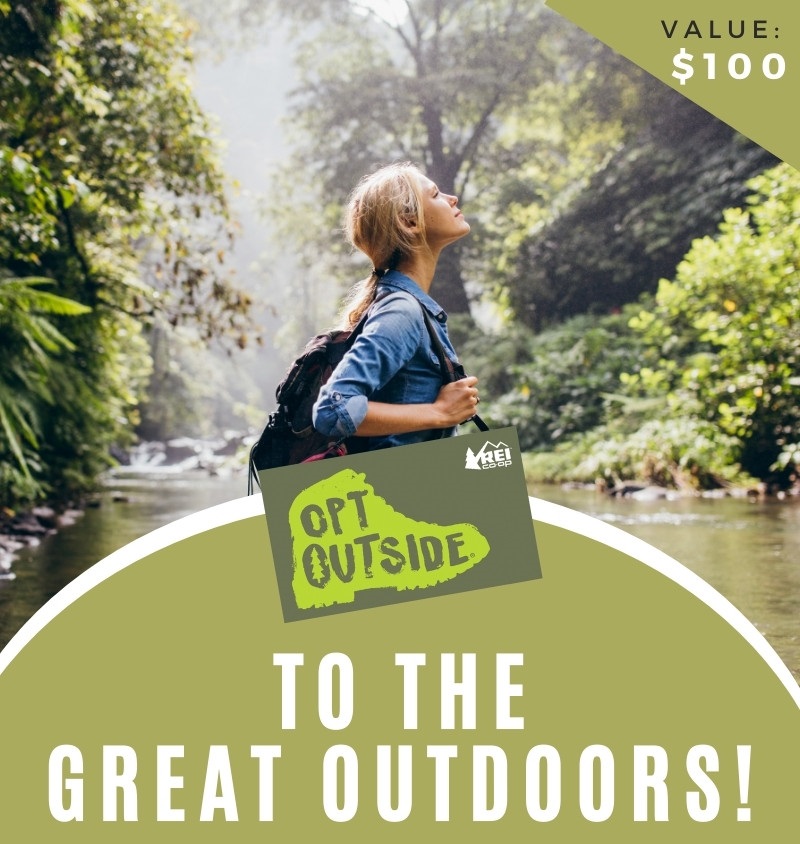 VALUE:
$100
REI
CO·OP
OPT
OUTSIDE®
TO THE
GREAT OUTDOORS!